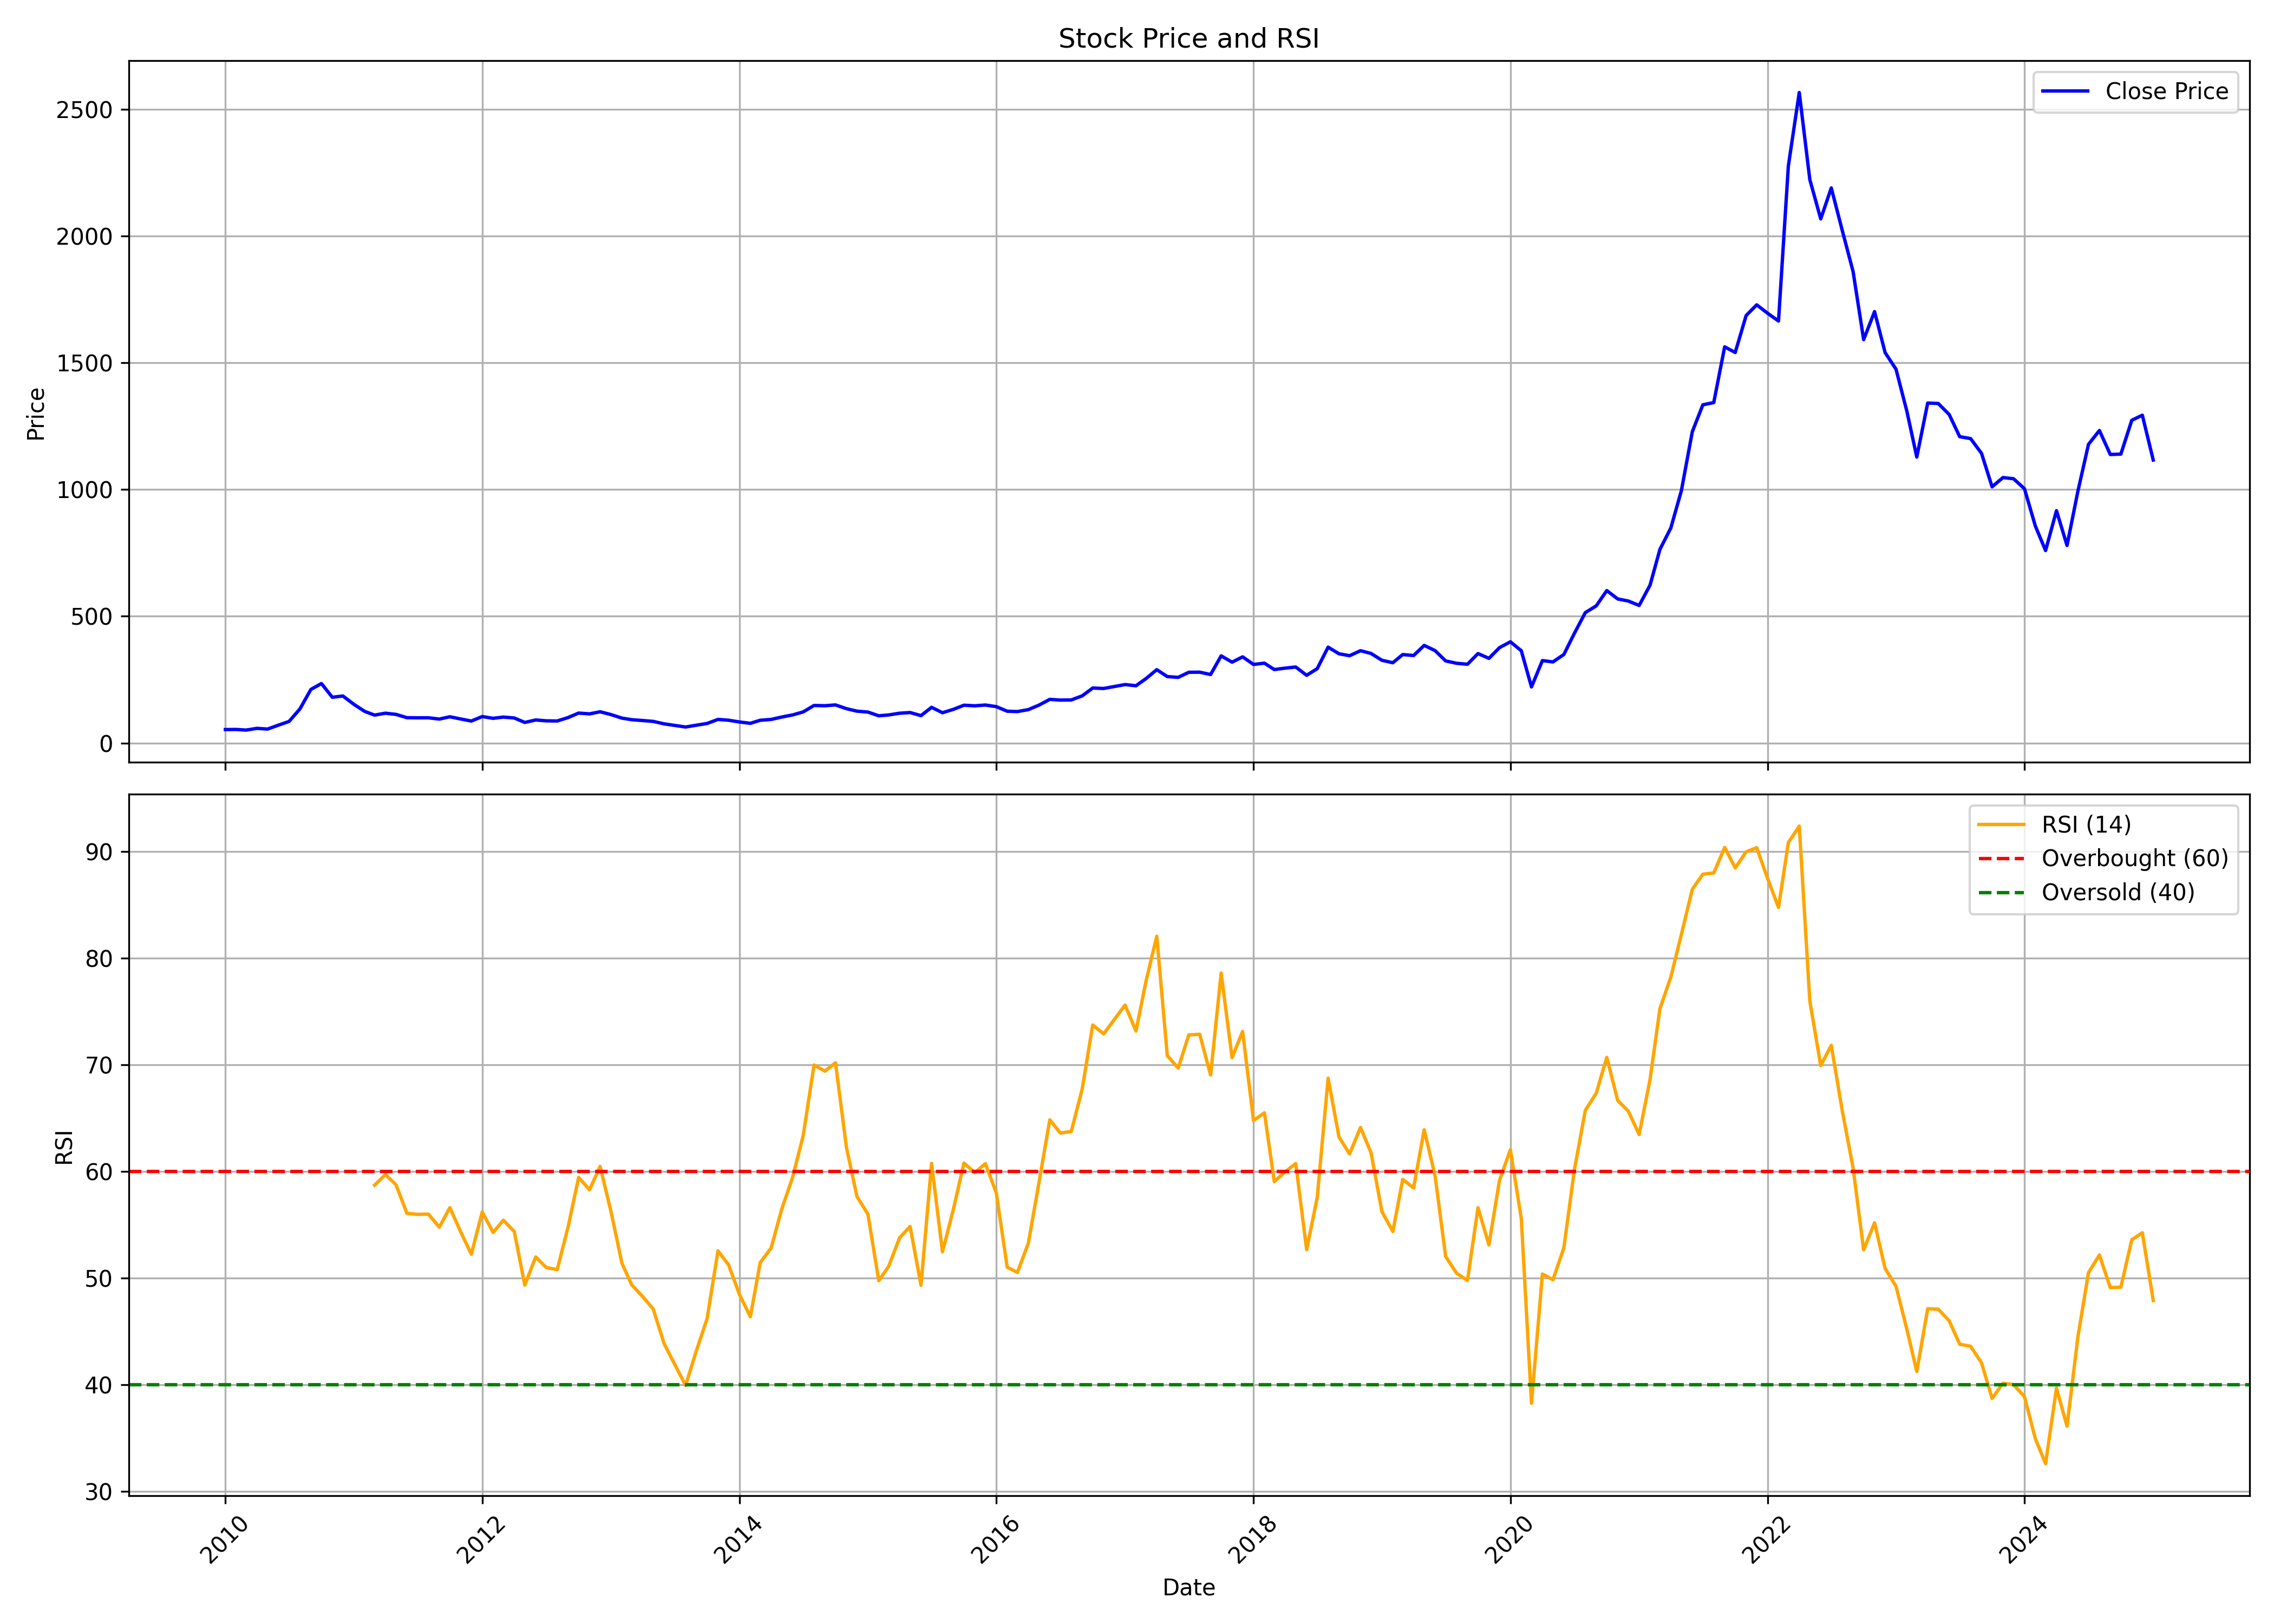 Stock Price and RSI
Close Price
2500
2000
1500
1000
500
0
Price
RSI (14)
Overbought (60)
Oversold (40)
90
80
70
60
50
40
30
RSI
2010
2012
2014
2016
2018
2020
2022
2024
Date